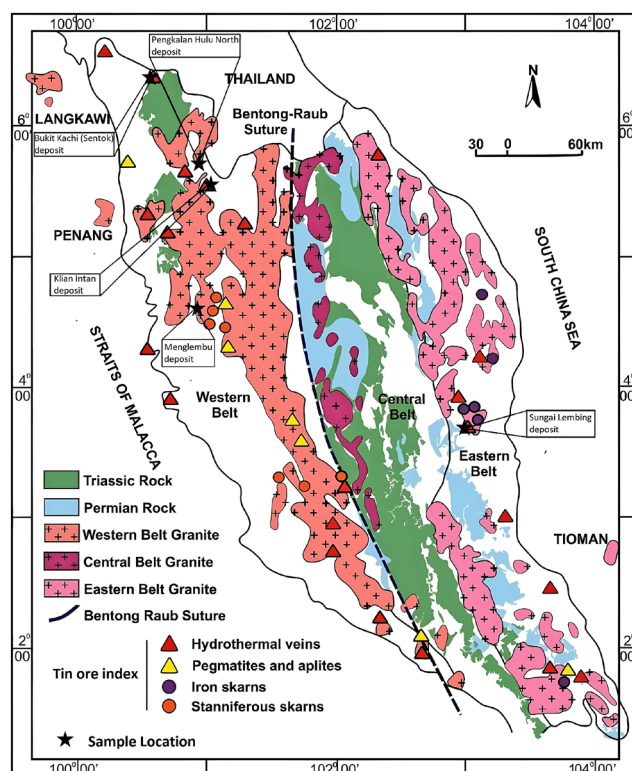 100°00'
102°00'
104°00'
Pengkalan Hulu North
deposit
THAILAND
N
LANGKAWI
Bentong-Raub
Suture
6°
00'
6°
00'
Bukit Kachi (Sentok)
deposit
30 0 60km
PENANG
SOUTH CHINA SEA
Klian Intan
deposit
STRAITS OF MALACCA
Menglembu
deposit
4°
00'
4°
00'
Western
Belt
Central
Belt
Sungai Lembing
deposit
Eastern
Belt
Triassic Rock
Permian Rock
Western Belt Granite
TIOMAN
Central Belt Granite
Eastern Belt Granite
Bentong Raub Suture
2°
00'
2°
00'
Tin ore index
Hydrothermal veins
Pegmatites and aplites
Iron skarns
Stanniferous skarns
Sample Location
100°00'
102°00'
104°00'